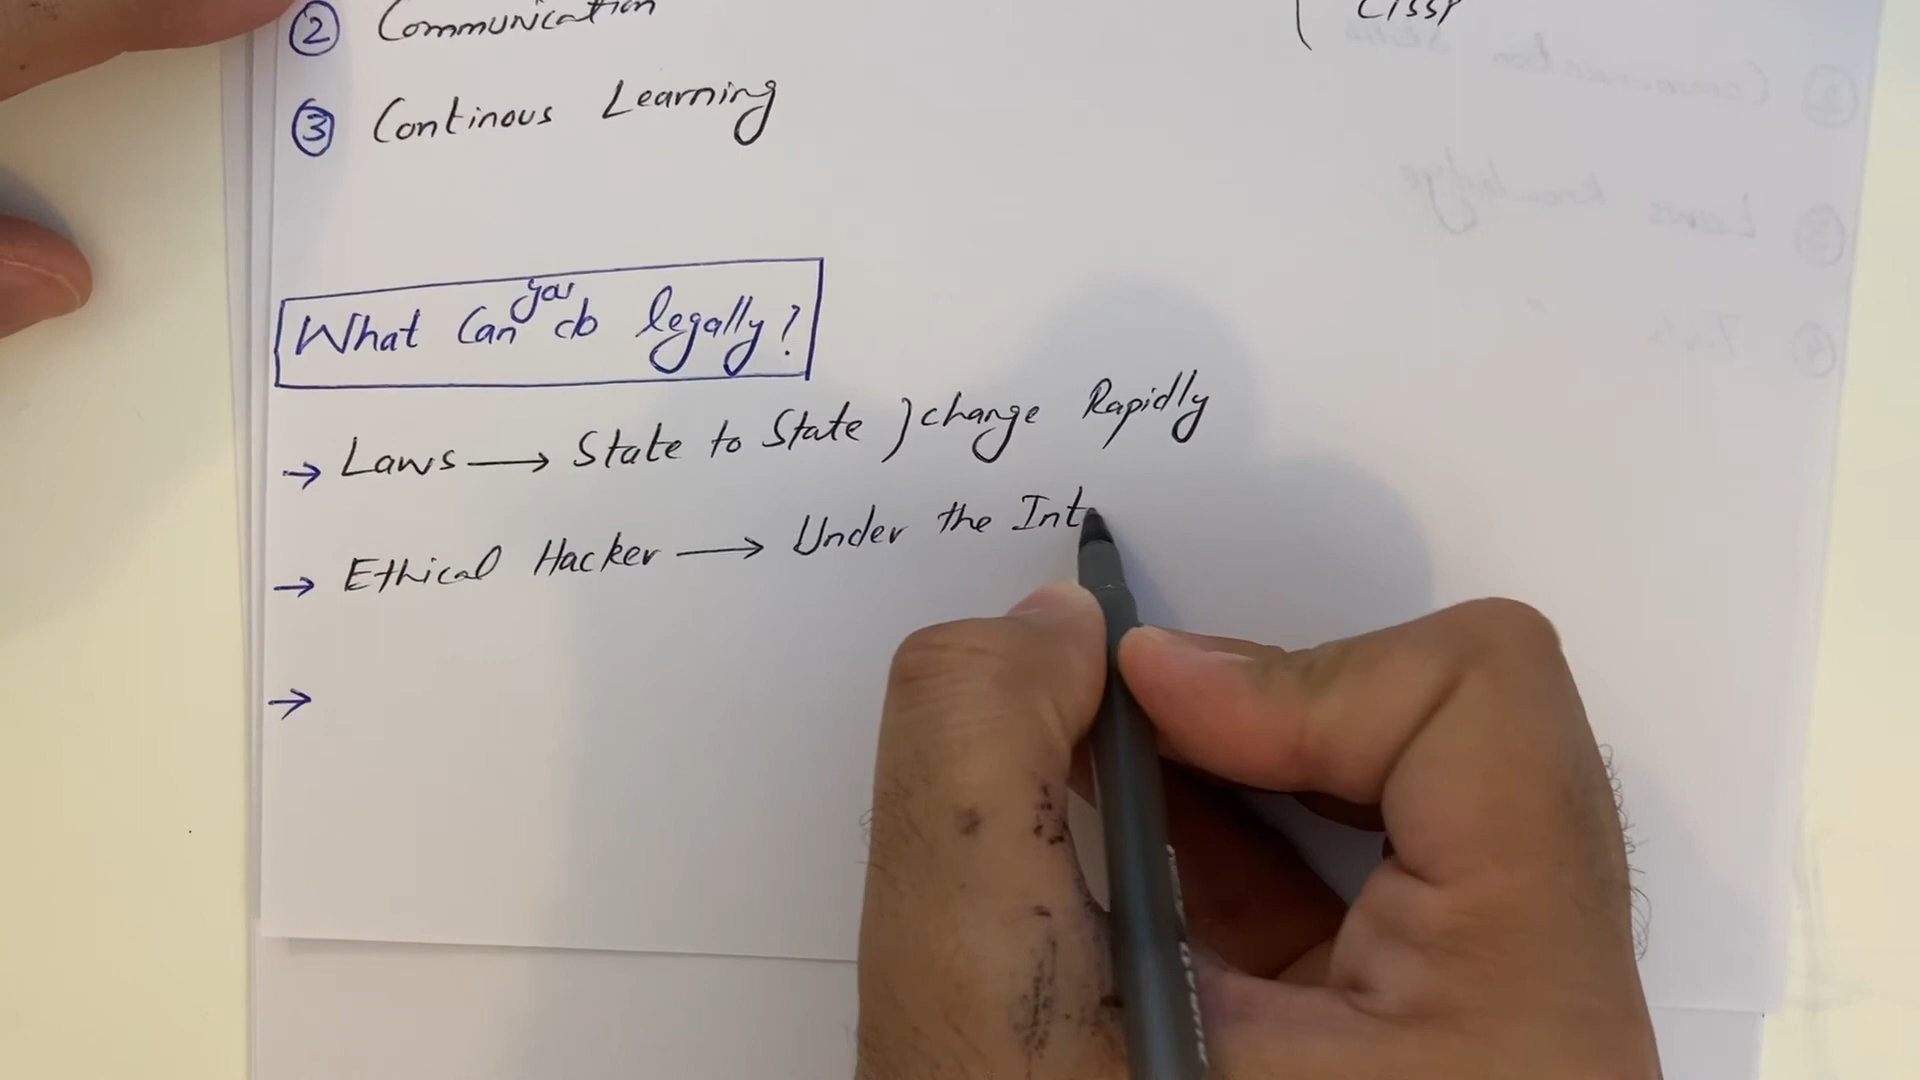 ② Communication
CISSP
③ Continous Learning
What Can you do legally?
→ Laws → State to State } change Rapidly
→ Ethical Hacker → Under the Int
→